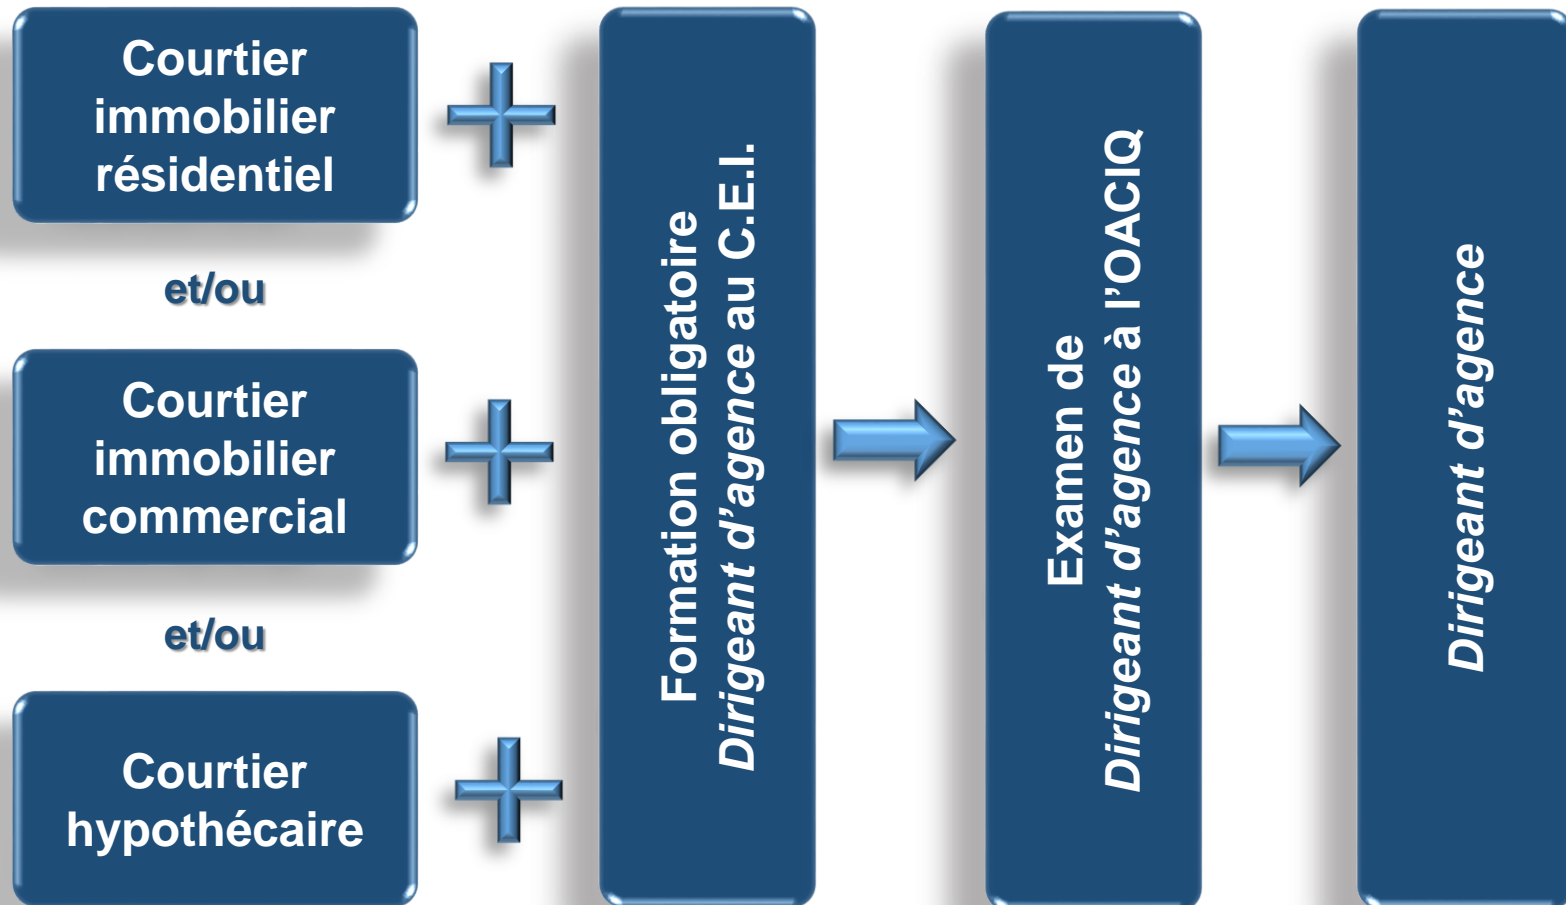 Courtier
immobilier
résidentiel
et/ou
Courtier
immobilier
commercial
et/ou
Courtier
hypothécaire
Formation obligatoire
Dirigeant d’agence au C.E.I.
Examen de
Dirigeant d’agence à l’OACIQ
Dirigeant d’agence